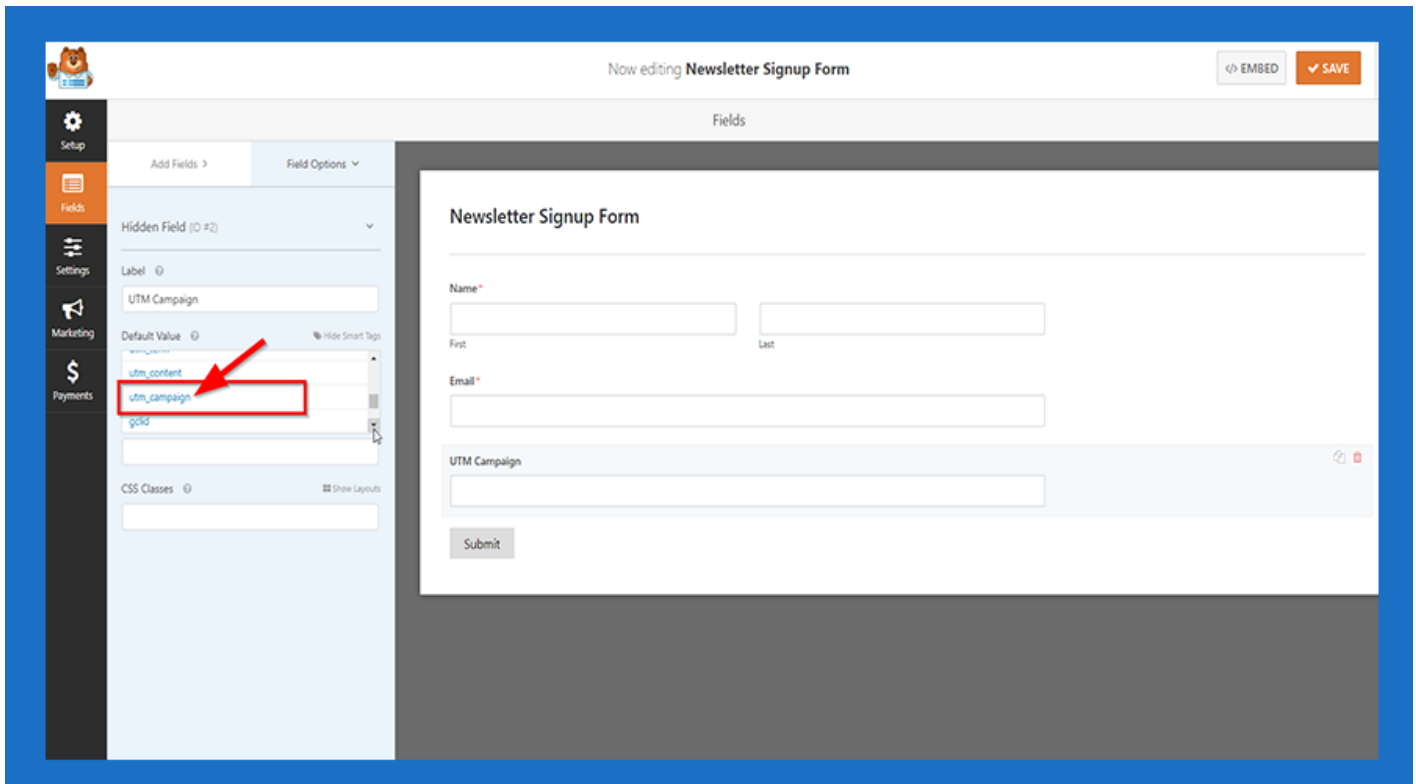 Now editing Newsletter Signup Form
</> EMBED
SAVE
Setup
Fields
Settings
Marketing
Payments
Fields
Add Fields >
Field Options
Hidden Field (ID #2)
Label
UTM Campaign
Default Value
Hide Smart Tags
utm_content
utm_campaign
gclid
CSS Classes
Show Layouts
Newsletter Signup Form
Name*
First
Last
Email*
UTM Campaign
Submit